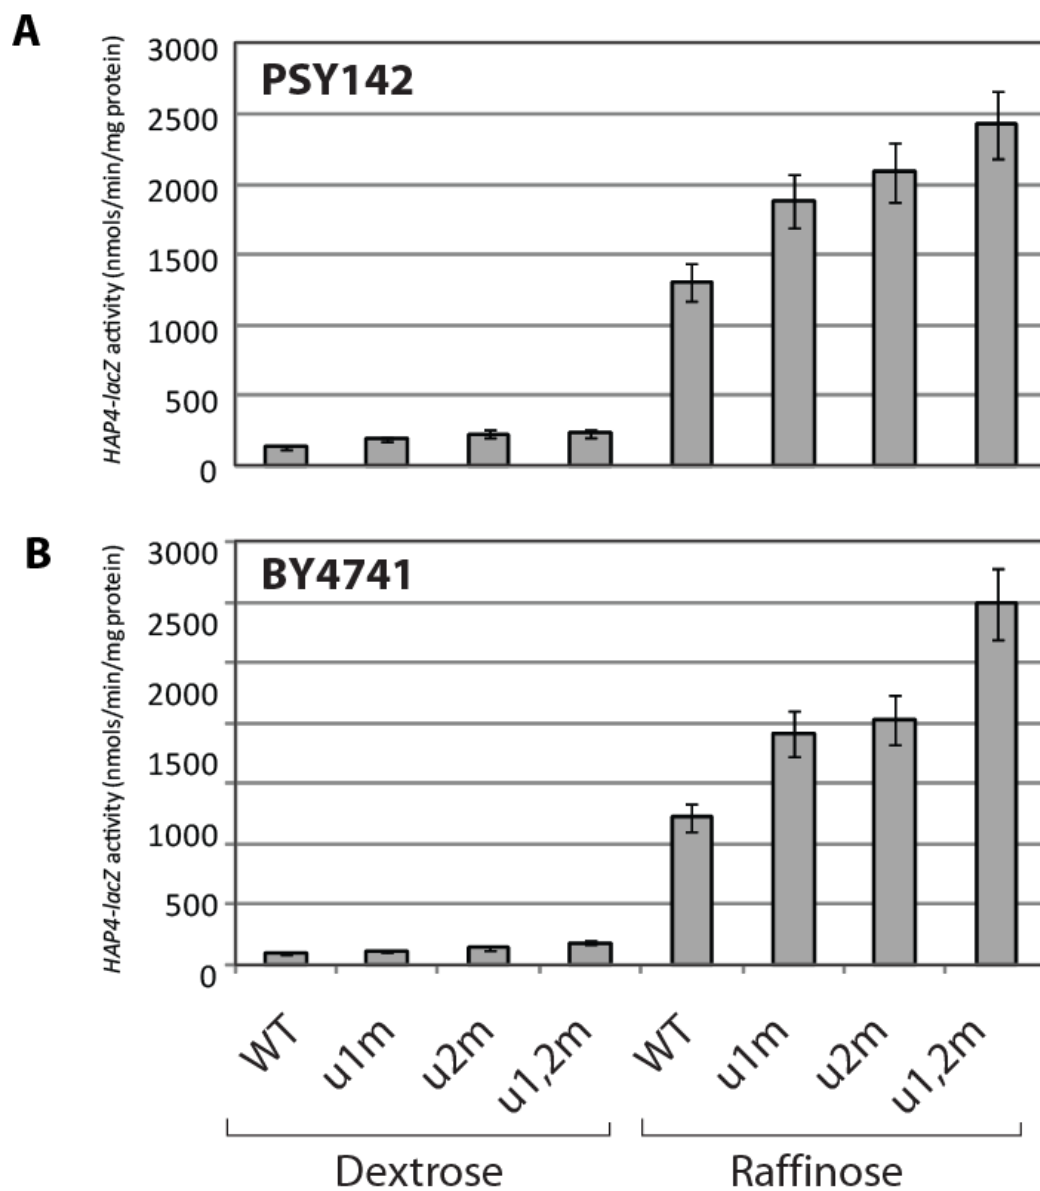 A
HAP4-lacZ activity (nmols/min/mg protein)
3000
2500
2000
1500
1000
500
0
PSY142
B
HAP4-lacZ activity (nmols/min/mg protein)
3000
2500
2000
1500
1000
500
0
BY4741
WT u1m u2m u1,2m WT u1m u2m u1,2m
Dextrose Raffinose